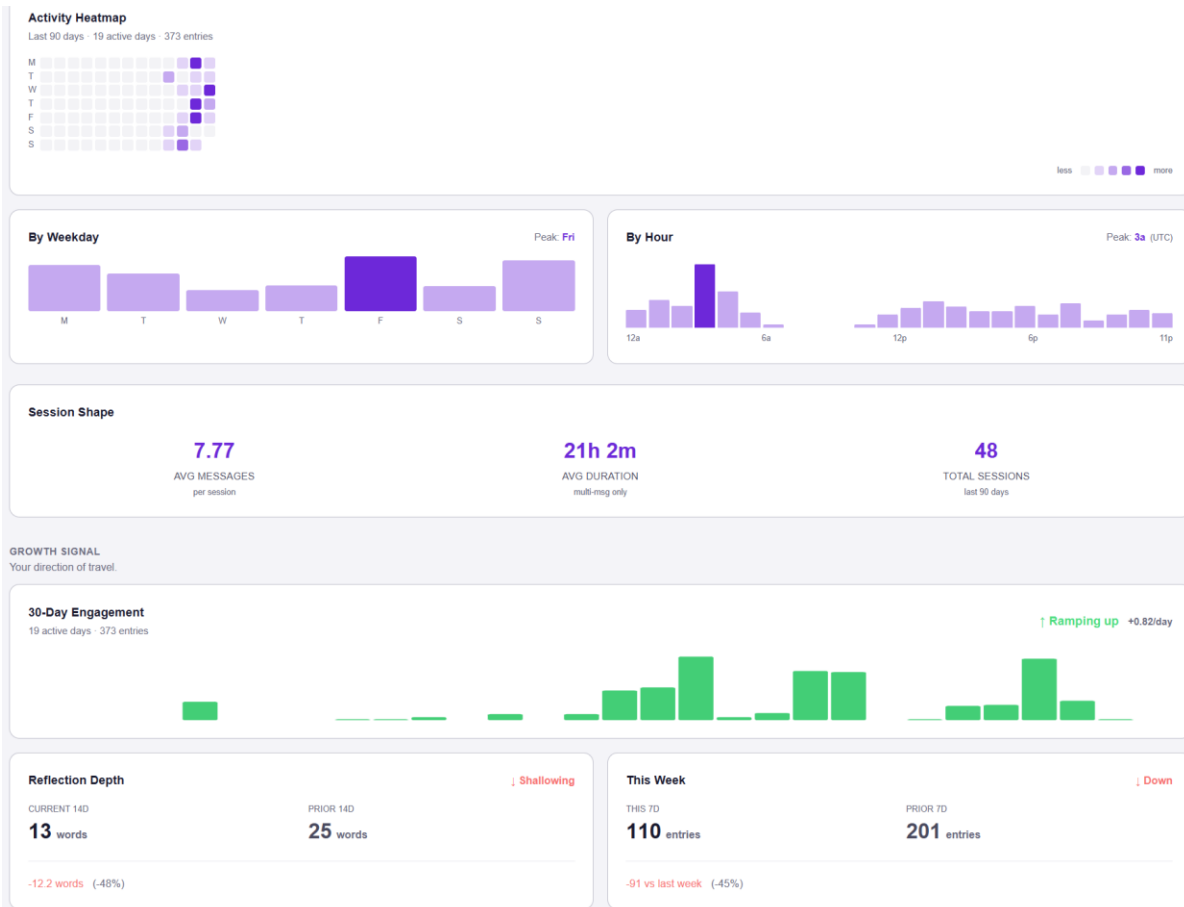 Activity Heatmap
Last 90 days · 19 active days · 373 entries
M
T
W
T
F
S
S
less more
By Weekday Peak: Fri
M T W T F S S
By Hour Peak: 3a (UTC)
12a 6a 12p 6p 11p
Session Shape
7.77 21h 2m 48
AVG MESSAGES AVG DURATION TOTAL SESSIONS
per session multi-msg only last 90 days
GROWTH SIGNAL
Your direction of travel.
30-Day Engagement
19 active days · 373 entries
↑ Ramping up +0.82/day
Reflection Depth ↓ Shallowing
CURRENT 14D PRIOR 14D
13 words 25 words
-12.2 words (-48%)
This Week ↓ Down
THIS 7D PRIOR 7D
110 entries 201 entries
-91 vs last week (-45%)